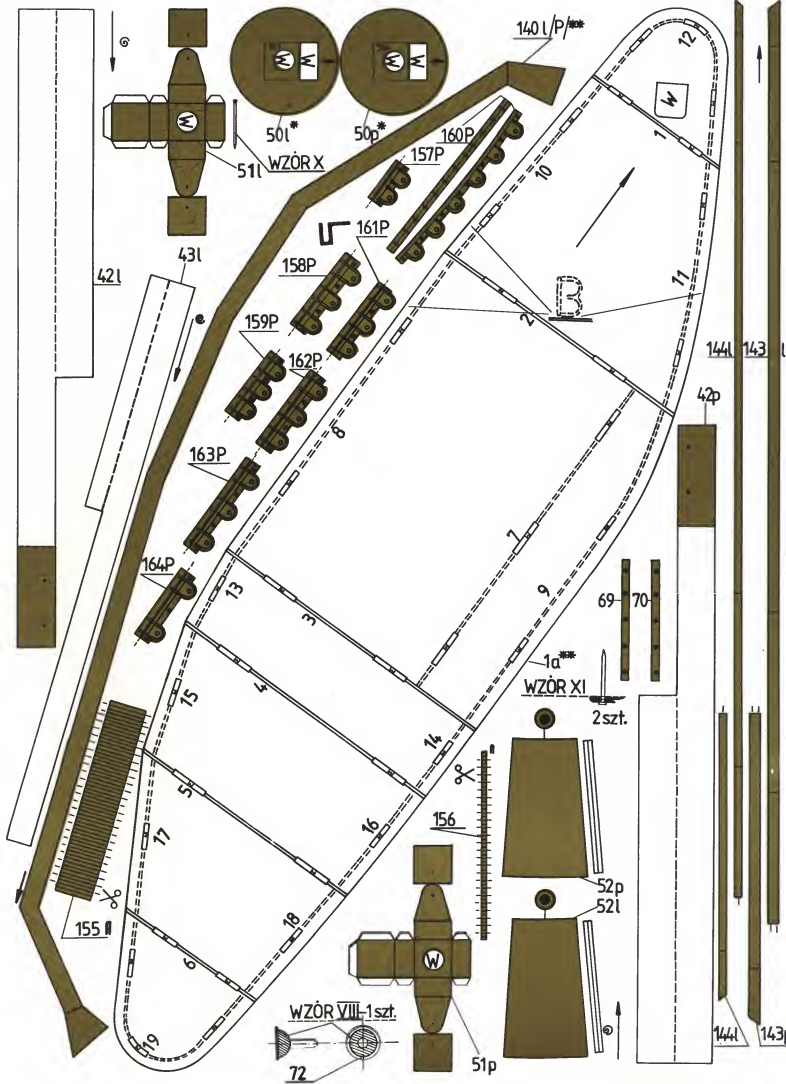 140 l/P/**
12
W
W
W
W
50l*
50p*
160P
W
51l
WZÓR X
157P
W
1
10
161P
43l
42l
158P
11
2
B
159P
162P
144l
143
l
42p
8
163P
7
164P
13
3
9
69
70
1a**
WZÓR XI
2szt.
15
4
14
5
156
16
17
52p
52l
155
18
6
W
WZÓR VIII-1szt.
19
72
51p
144l
143p